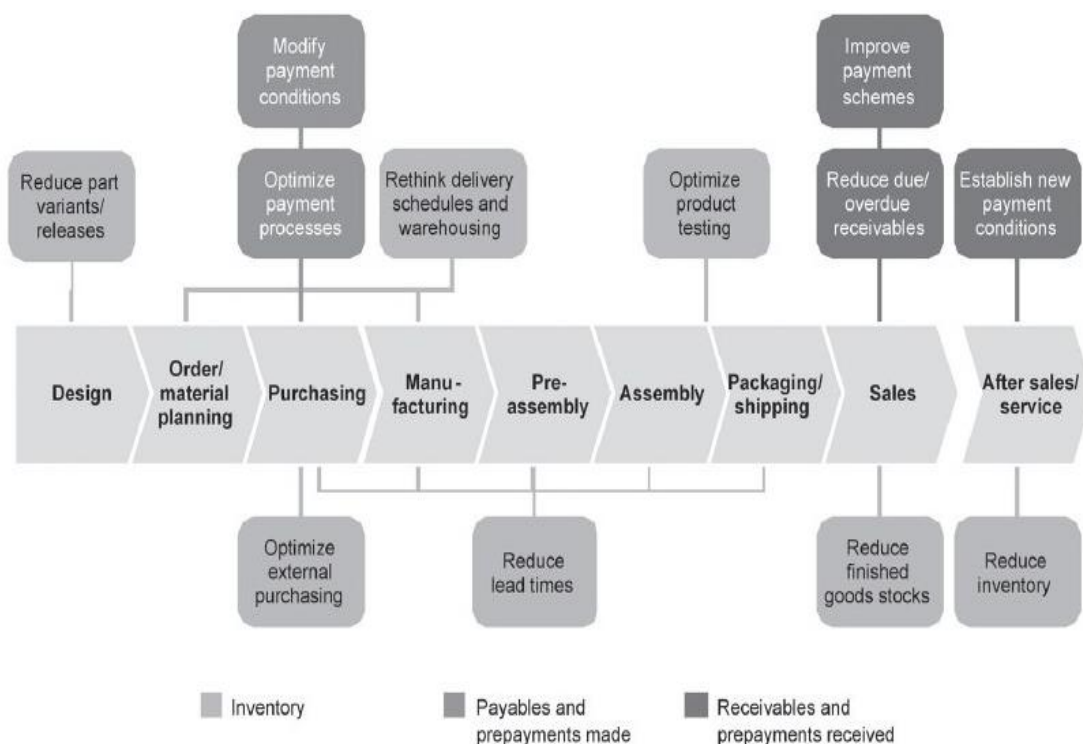 Modify
payment
conditions
Improve
payment
schemes
Reduce part
variants/
releases
Optimize
payment
processes
Rethink delivery
schedules and
warehousing
Optimize
product
testing
Reduce due/
overdue
receivables
Establish new
payment
conditions
Design
Order/
material
planning
Purchasing
Manu-
facturing
Pre-
assembly
Assembly
Packaging/
shipping
Sales
After sales/
service
Optimize
external
purchasing
Reduce
lead times
Reduce
finished
goods stocks
Reduce
inventory
Inventory
Payables and
prepayments made
Receivables and
prepayments received